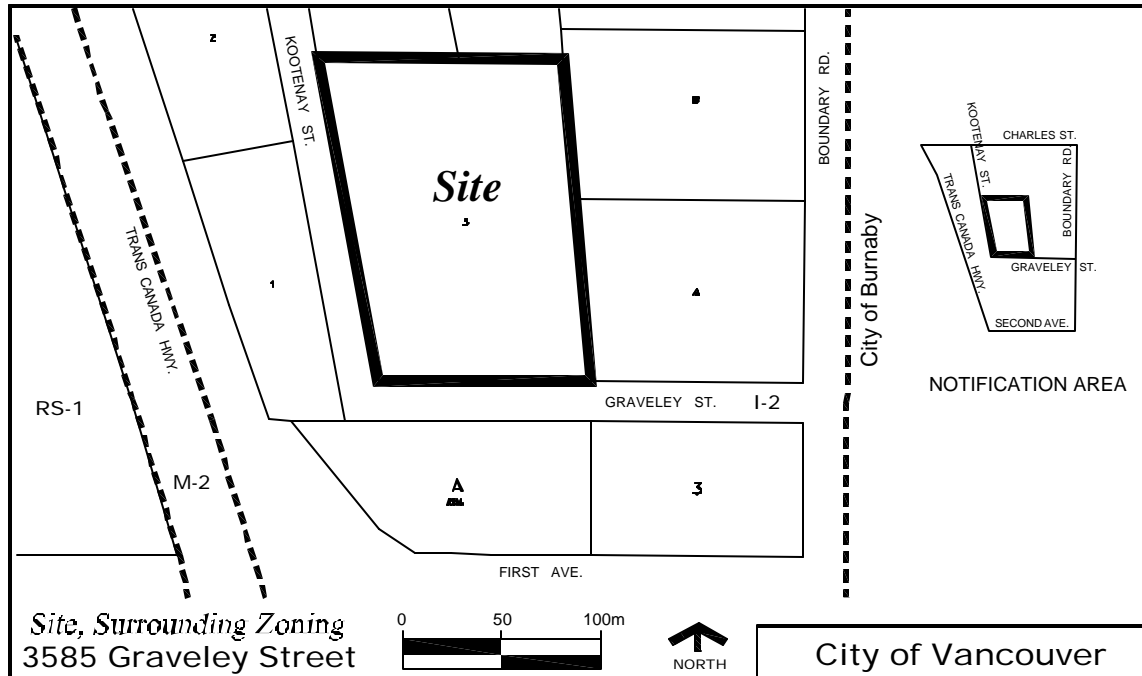 2
KOOTENAY ST.
BOUNDARY RD.
TRANS CANADA HWY.
Site
1
4
City of Burnaby
RS-1
M-2
GRAVELEY ST.
I-2
A
3
FIRST AVE.
KOOTENAY ST.
CHARLES ST.
BOUNDARY RD.
TRANS CANADA HWY.
GRAVELEY ST.
SECOND AVE.
NOTIFICATION AREA
Site, Surrounding Zoning
3585 Graveley Street
0 50 100m
NORTH
City of Vancouver